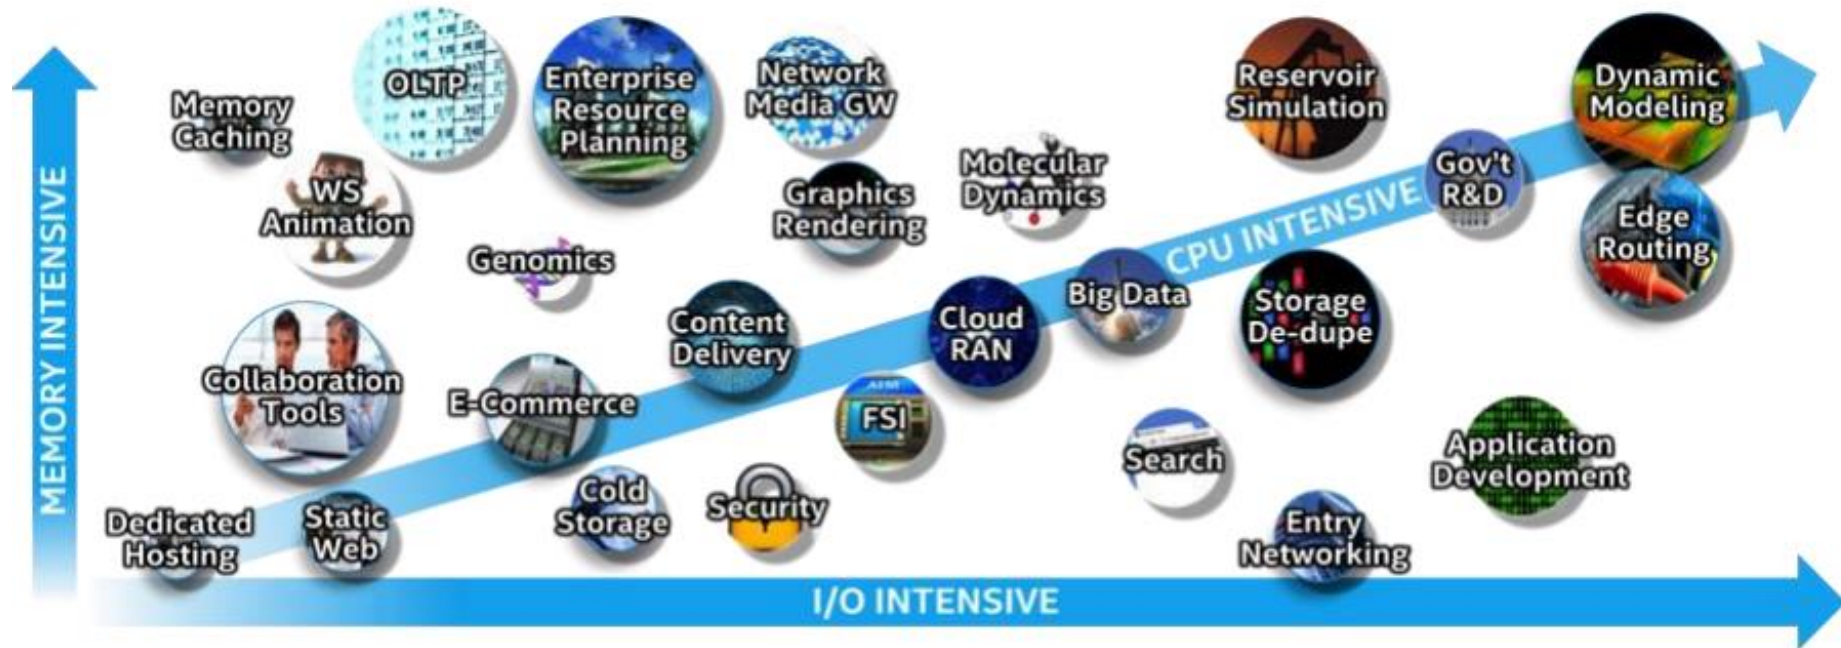 MEMORY INTENSIVE
Memory
Caching
OLTP
Enterprise
Resource
Planning
Network
Media GW
Reservoir
Simulation
Dynamic
Modeling
WS
Animation
Graphics
Rendering
Molecular
Dynamics
Gov't
R&D
Edge
Routing
Genomics
CPU INTENSIVE
Content
Delivery
Cloud
RAN
Big Data
Storage
De-dupe
Collaboration
Tools
E-Commerce
ATM
FSI
Search
Application
Development
Dedicated
Hosting
Static
Web
Cold
Storage
Security
Entry
Networking
I/O INTENSIVE